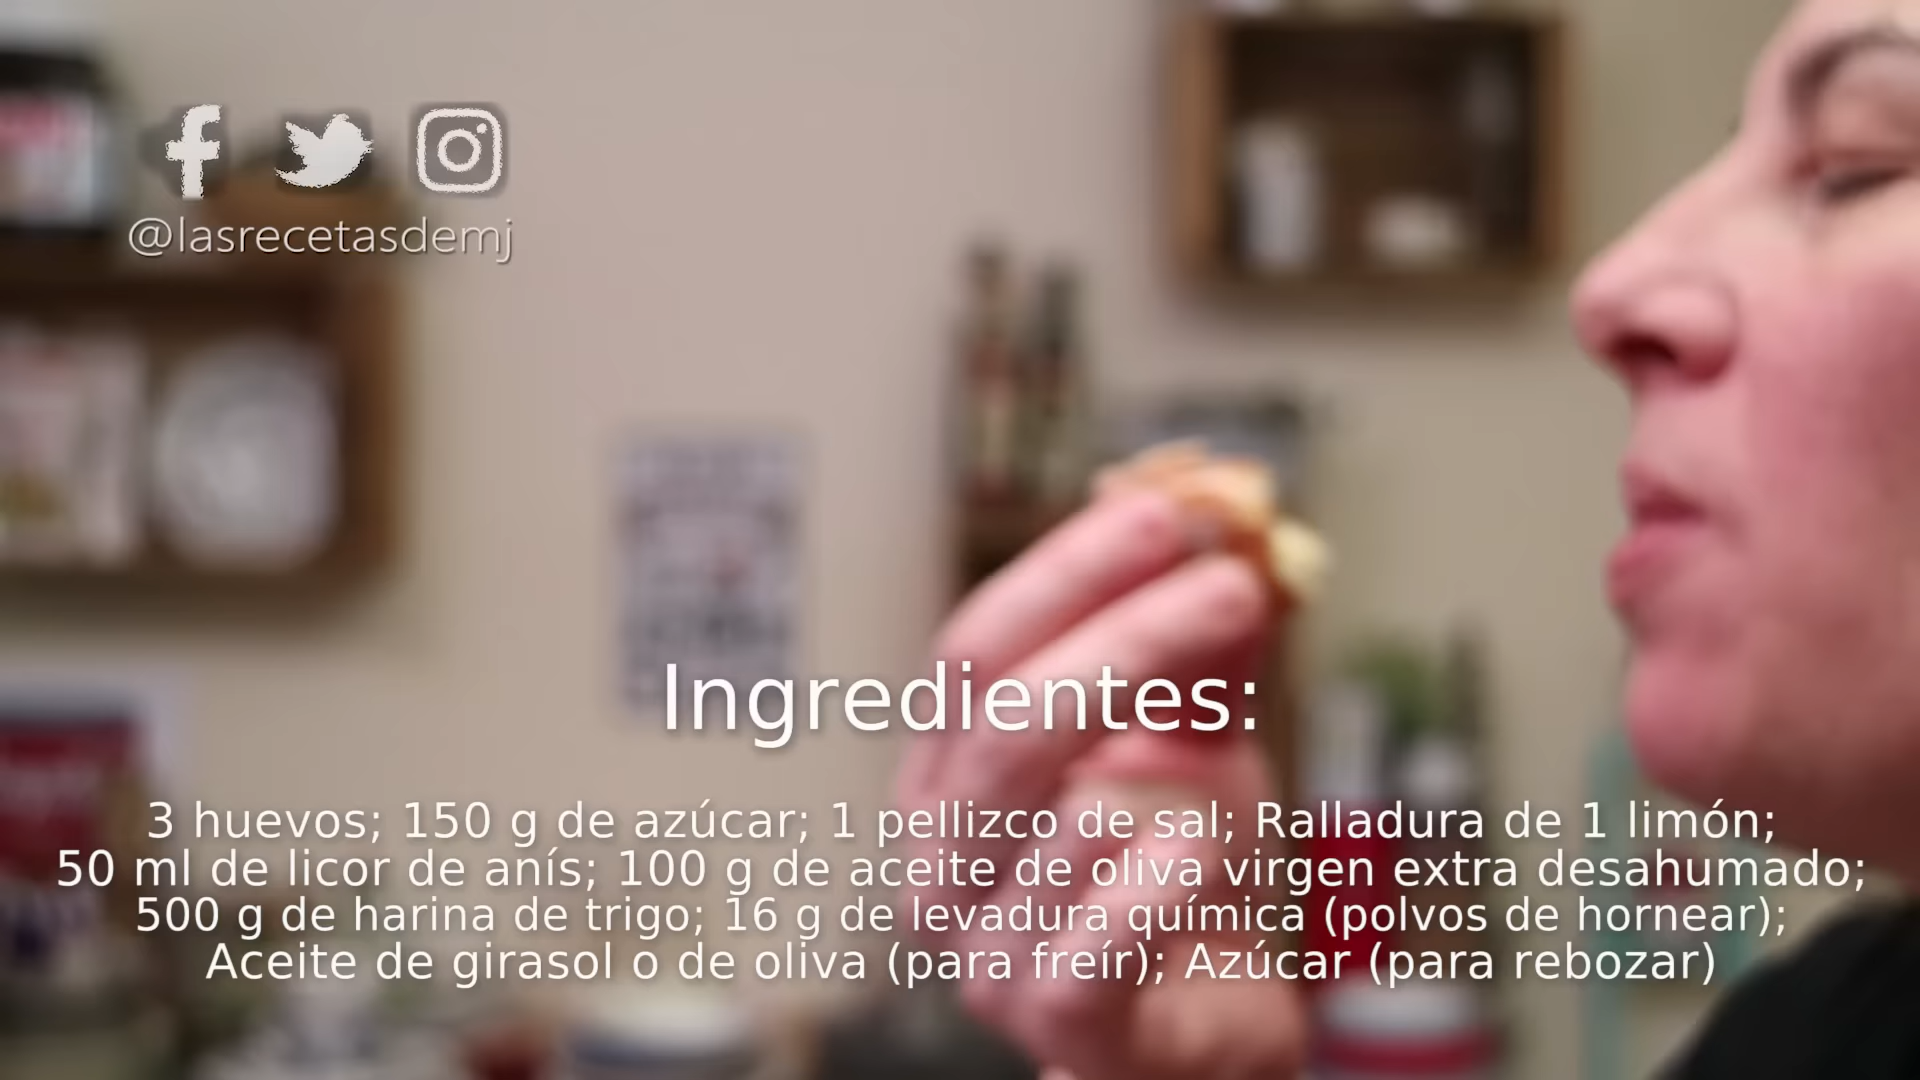 @lasrecetasdemj
Ingredientes:
3 huevos; 150 g de azúcar; 1 pellizco de sal; Ralladura de 1 limón;
50 ml de licor de anís; 100 g de aceite de oliva virgen extra desahumado;
500 g de harina de trigo; 16 g de levadura química (polvos de hornear);
Aceite de girasol o de oliva (para freír); Azúcar (para rebozar)